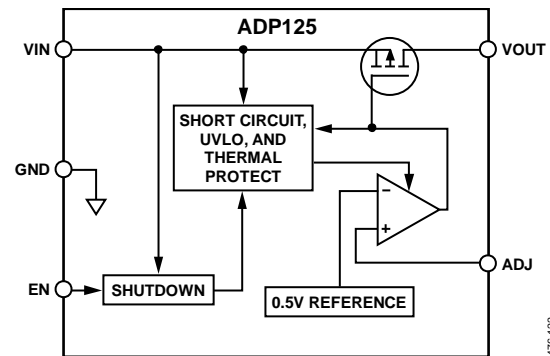 ADP125
VIN
VOUT
SHORT CIRCUIT,
UVLO, AND
THERMAL
PROTECT
GND
−
+
ADJ
EN
SHUTDOWN
0.5V REFERENCE